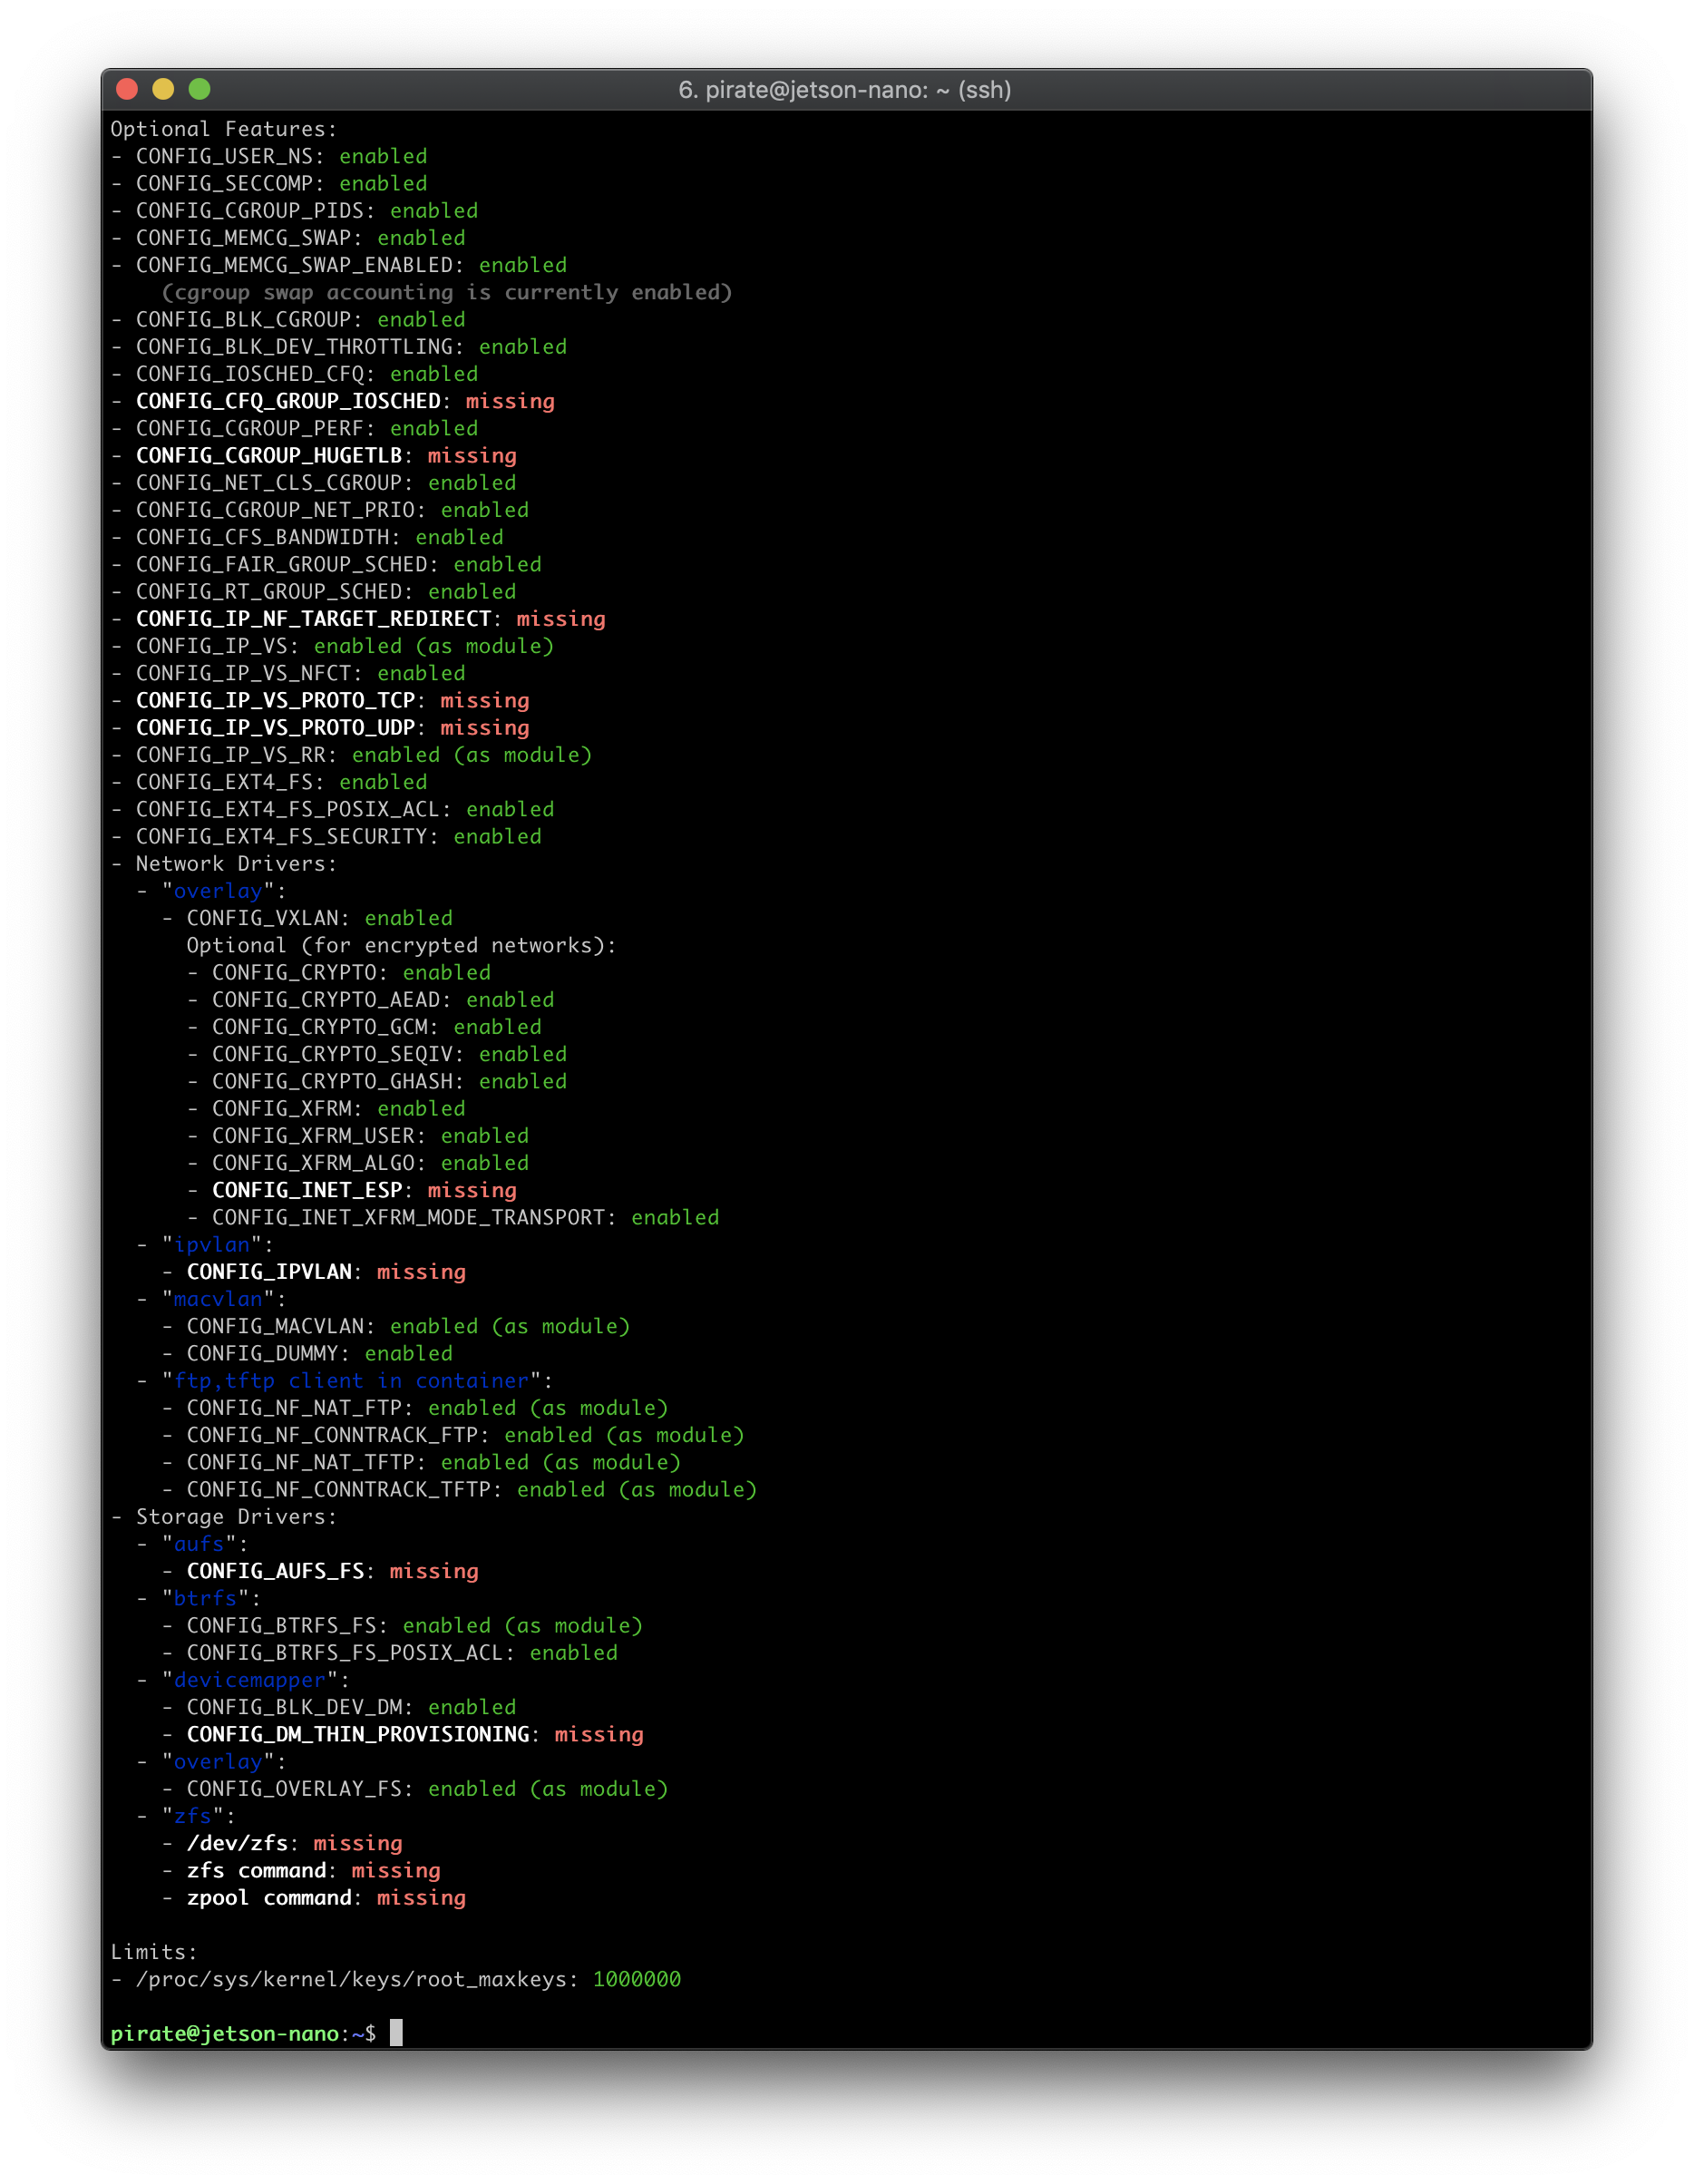 6. pirate@jetson-nano: ~ (ssh)
Optional Features:
- CONFIG_USER_NS: enabled
- CONFIG_SECCOMP: enabled
- CONFIG_CGROUP_PIDS: enabled
- CONFIG_MEMCG_SWAP: enabled
- CONFIG_MEMCG_SWAP_ENABLED: enabled
    (cgroup swap accounting is currently enabled)
- CONFIG_BLK_CGROUP: enabled
- CONFIG_BLK_DEV_THROTTLING: enabled
- CONFIG_IOSCHED_CFQ: enabled
- CONFIG_CFQ_GROUP_IOSCHED: missing
- CONFIG_CGROUP_PERF: enabled
- CONFIG_CGROUP_HUGETLB: missing
- CONFIG_NET_CLS_CGROUP: enabled
- CONFIG_CGROUP_NET_PRIO: enabled
- CONFIG_CFS_BANDWIDTH: enabled
- CONFIG_FAIR_GROUP_SCHED: enabled
- CONFIG_RT_GROUP_SCHED: enabled
- CONFIG_IP_NF_TARGET_REDIRECT: missing
- CONFIG_IP_VS: enabled (as module)
- CONFIG_IP_VS_NFCT: enabled
- CONFIG_IP_VS_PROTO_TCP: missing
- CONFIG_IP_VS_PROTO_UDP: missing
- CONFIG_IP_VS_RR: enabled (as module)
- CONFIG_EXT4_FS: enabled
- CONFIG_EXT4_FS_POSIX_ACL: enabled
- CONFIG_EXT4_FS_SECURITY: enabled
- Network Drivers:
  - "overlay":
    - CONFIG_VXLAN: enabled
      Optional (for encrypted networks):
      - CONFIG_CRYPTO: enabled
      - CONFIG_CRYPTO_AEAD: enabled
      - CONFIG_CRYPTO_GCM: enabled
      - CONFIG_CRYPTO_SEQIV: enabled
      - CONFIG_CRYPTO_GHASH: enabled
      - CONFIG_XFRM: enabled
      - CONFIG_XFRM_USER: enabled
      - CONFIG_XFRM_ALGO: enabled
      - CONFIG_INET_ESP: missing
      - CONFIG_INET_XFRM_MODE_TRANSPORT: enabled
  - "ipvlan":
    - CONFIG_IPVLAN: missing
  - "macvlan":
    - CONFIG_MACVLAN: enabled (as module)
    - CONFIG_DUMMY: enabled
  - "ftp,tftp client in container":
    - CONFIG_NF_NAT_FTP: enabled (as module)
    - CONFIG_NF_CONNTRACK_FTP: enabled (as module)
    - CONFIG_NF_NAT_TFTP: enabled (as module)
    - CONFIG_NF_CONNTRACK_TFTP: enabled (as module)
- Storage Drivers:
  - "aufs":
    - CONFIG_AUFS_FS: missing
  - "btrfs":
    - CONFIG_BTRFS_FS: enabled (as module)
    - CONFIG_BTRFS_FS_POSIX_ACL: enabled
  - "devicemapper":
    - CONFIG_BLK_DEV_DM: enabled
    - CONFIG_DM_THIN_PROVISIONING: missing
  - "overlay":
    - CONFIG_OVERLAY_FS: enabled (as module)
  - "zfs":
    - /dev/zfs: missing
    - zfs command: missing
    - zpool command: missing
Limits:
- /proc/sys/kernel/keys/root_maxkeys: 1000000
pirate@jetson-nano:~$